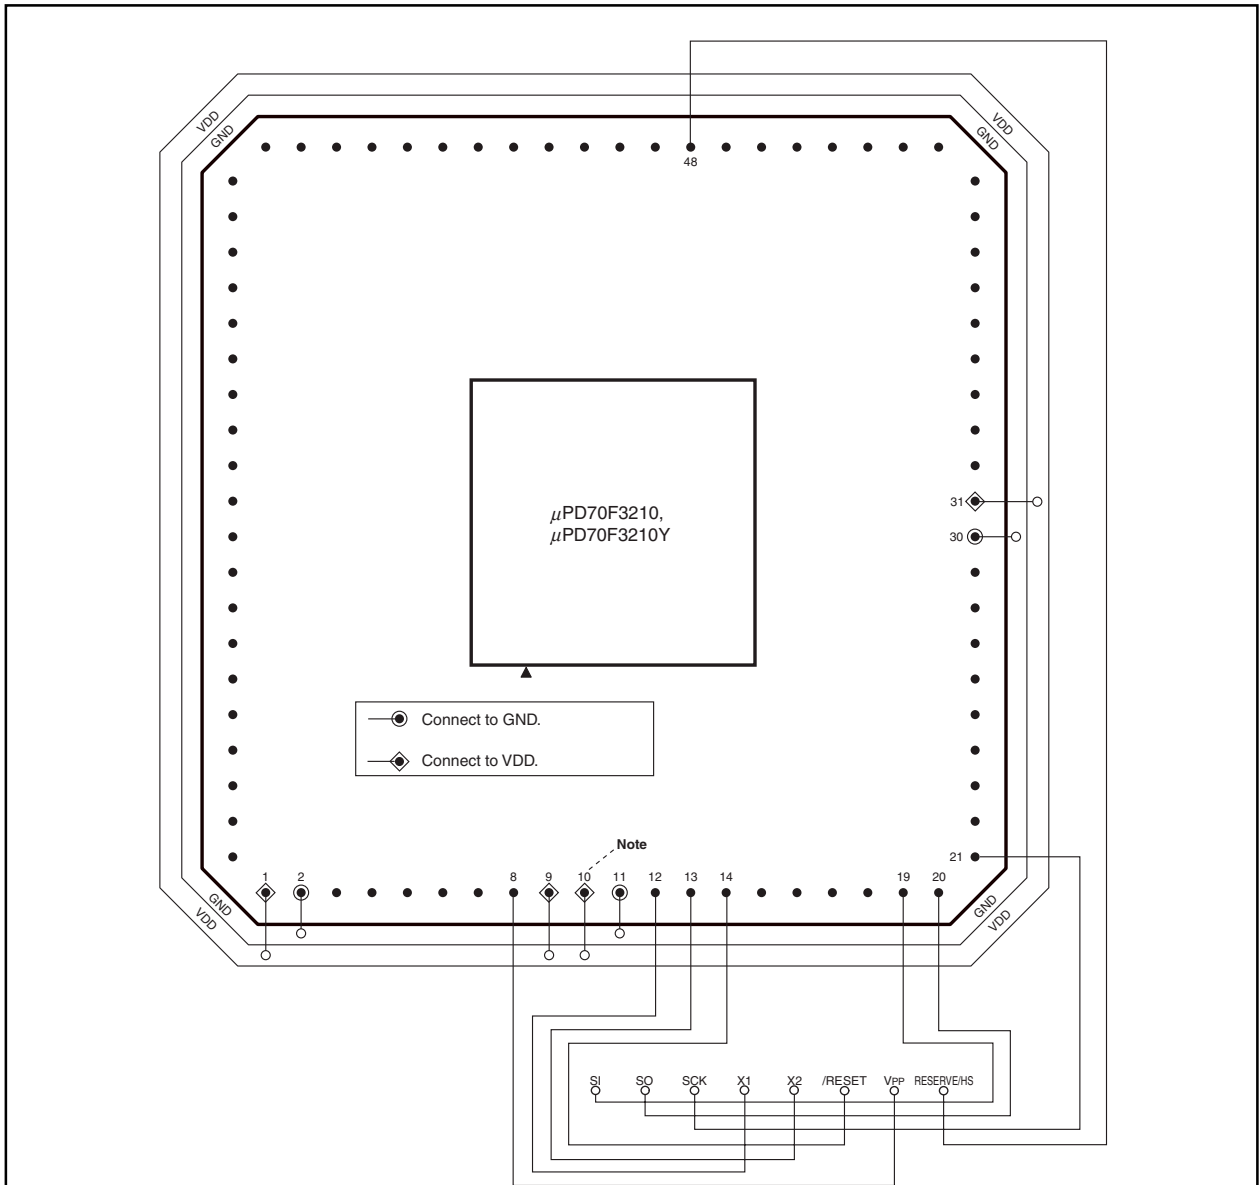 VDD
GND
VDD
GND
48
31
30
μPD70F3210,
μPD70F3210Y
Connect to GND.
Connect to VDD.
Note
21
1 2 8 9 10 11 12 13 14 19 20
GND
VDD
GND
VDD
SI SO SCK X1 X2 /RESET VPP RESERVE/HS